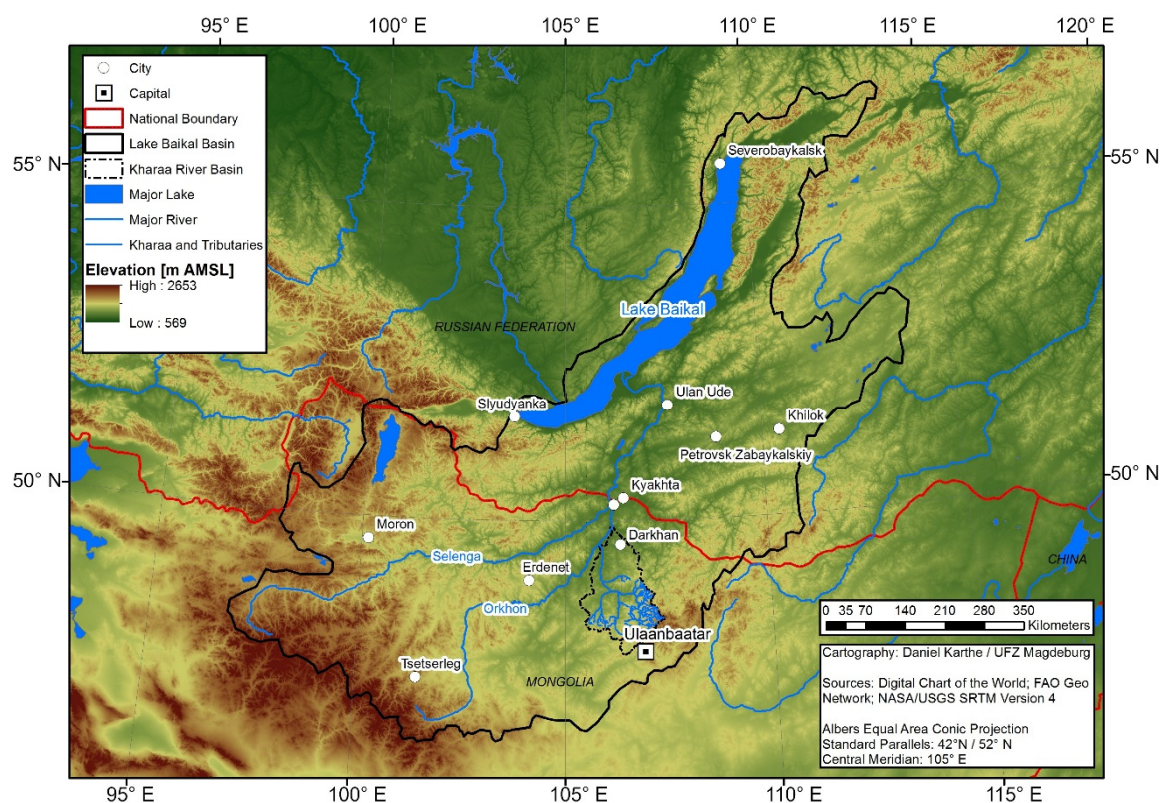 95° E
100° E
105° E
110° E
115° E
120° E
City
Capital
National Boundary
Lake Baikal Basin
Kharaa River Basin
Major Lake
Major River
Kharaa and Tributaries
Elevation [m AMSL]
High : 2653
Low : 569
55° N
55° N
Severobaykalsk
Lake Baikal
RUSSIAN FEDERATION
Slyudyanka
Ulan Ude
Khilok
Petrovsk Zabaykalskiy
50° N
50° N
Kyakhta
Moron
Darkhan
Selenga
Erdenet
CHINA
Orkhon
Ulaanbaatar
Tsetserleg
MONGOLIA
0 35 70 140 210 280 350
Kilometers
Cartography: Daniel Karthe / UFZ Magdeburg
Sources: Digital Chart of the World; FAO Geo
Network; NASA/USGS SRTM Version 4
Albers Equal Area Conic Projection
Standard Parallels: 42°N / 52° N
Central Meridian: 105° E
95° E
100° E
105° E
110° E
115° E